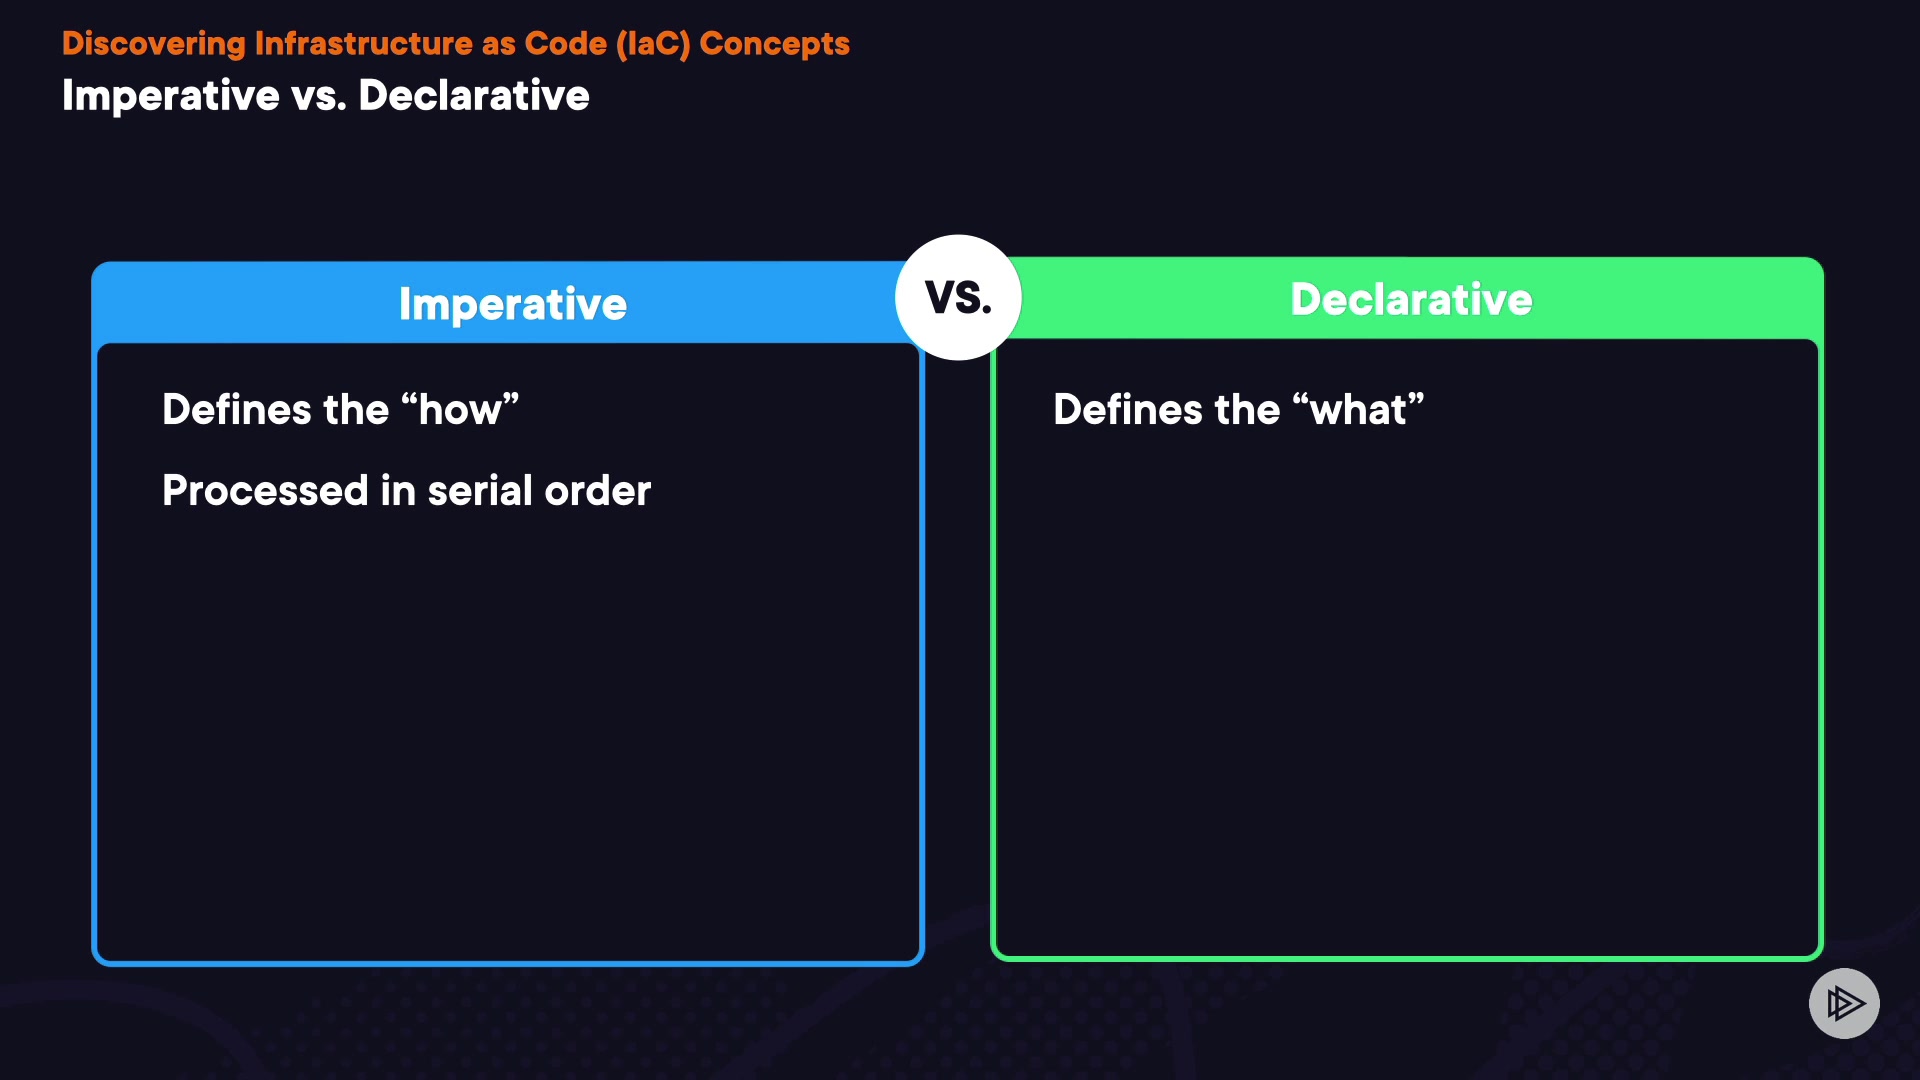 Discovering Infrastructure as Code (IaC) Concepts
Imperative vs. Declarative
Imperative
VS.
Declarative
Defines the “how”
Processed in serial order
Defines the “what”